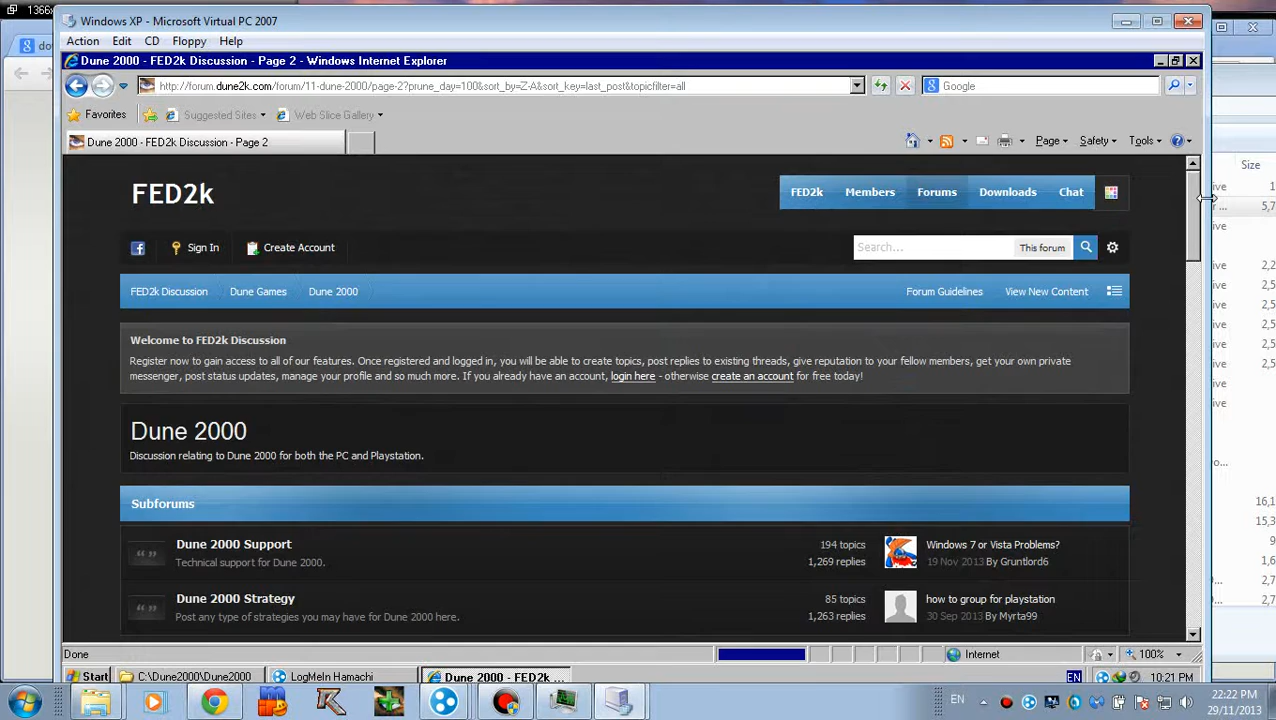 1366x
Windows XP - Microsoft Virtual PC 2007
Action Edit CD Floppy Help
Dune 2000 - FED2k Discussion - Page 2 - Windows Internet Explorer
http://forum.dune2k.com/forum/11-dune-2000/page-2?prune_day=100&sort_by=Z-A&sort_key=last_post&topicfilter=all
Google
Favorites Suggested Sites Web Slice Gallery
Dune 2000 - FED2k Discussion - Page 2
Page Safety Tools
Size
FED2k
FED2k Members Forums Downloads Chat
Sign In Create Account
Search... This forum
FED2k Discussion Dune Games Dune 2000
Forum Guidelines View New Content
Welcome to FED2k Discussion
Register now to gain access to all of our features. Once registered and logged in, you will be able to create topics, post replies to existing threads, give reputation to your fellow members, get your own private
messenger, post status updates, manage your profile and so much more. If you already have an account, login here - otherwise create an account for free today!
Dune 2000
Discussion relating to Dune 2000 for both the PC and Playstation.
Subforums
Dune 2000 Support
Technical support for Dune 2000.
194 topics
1,269 replies
Windows 7 or Vista Problems?
19 Nov 2013 By Gruntlord6
Dune 2000 Strategy
Post any type of strategies you may have for Dune 2000 here.
85 topics
1,263 replies
how to group for playstation
30 Sep 2013 By Myrta99
Done
Internet
100%
Start
C:\Dune2000\Dune2000
LogMeIn Hamachi
Dune 2000 - FED2k ...
EN
10:21 PM
EN
22:22 PM
29/11/2013